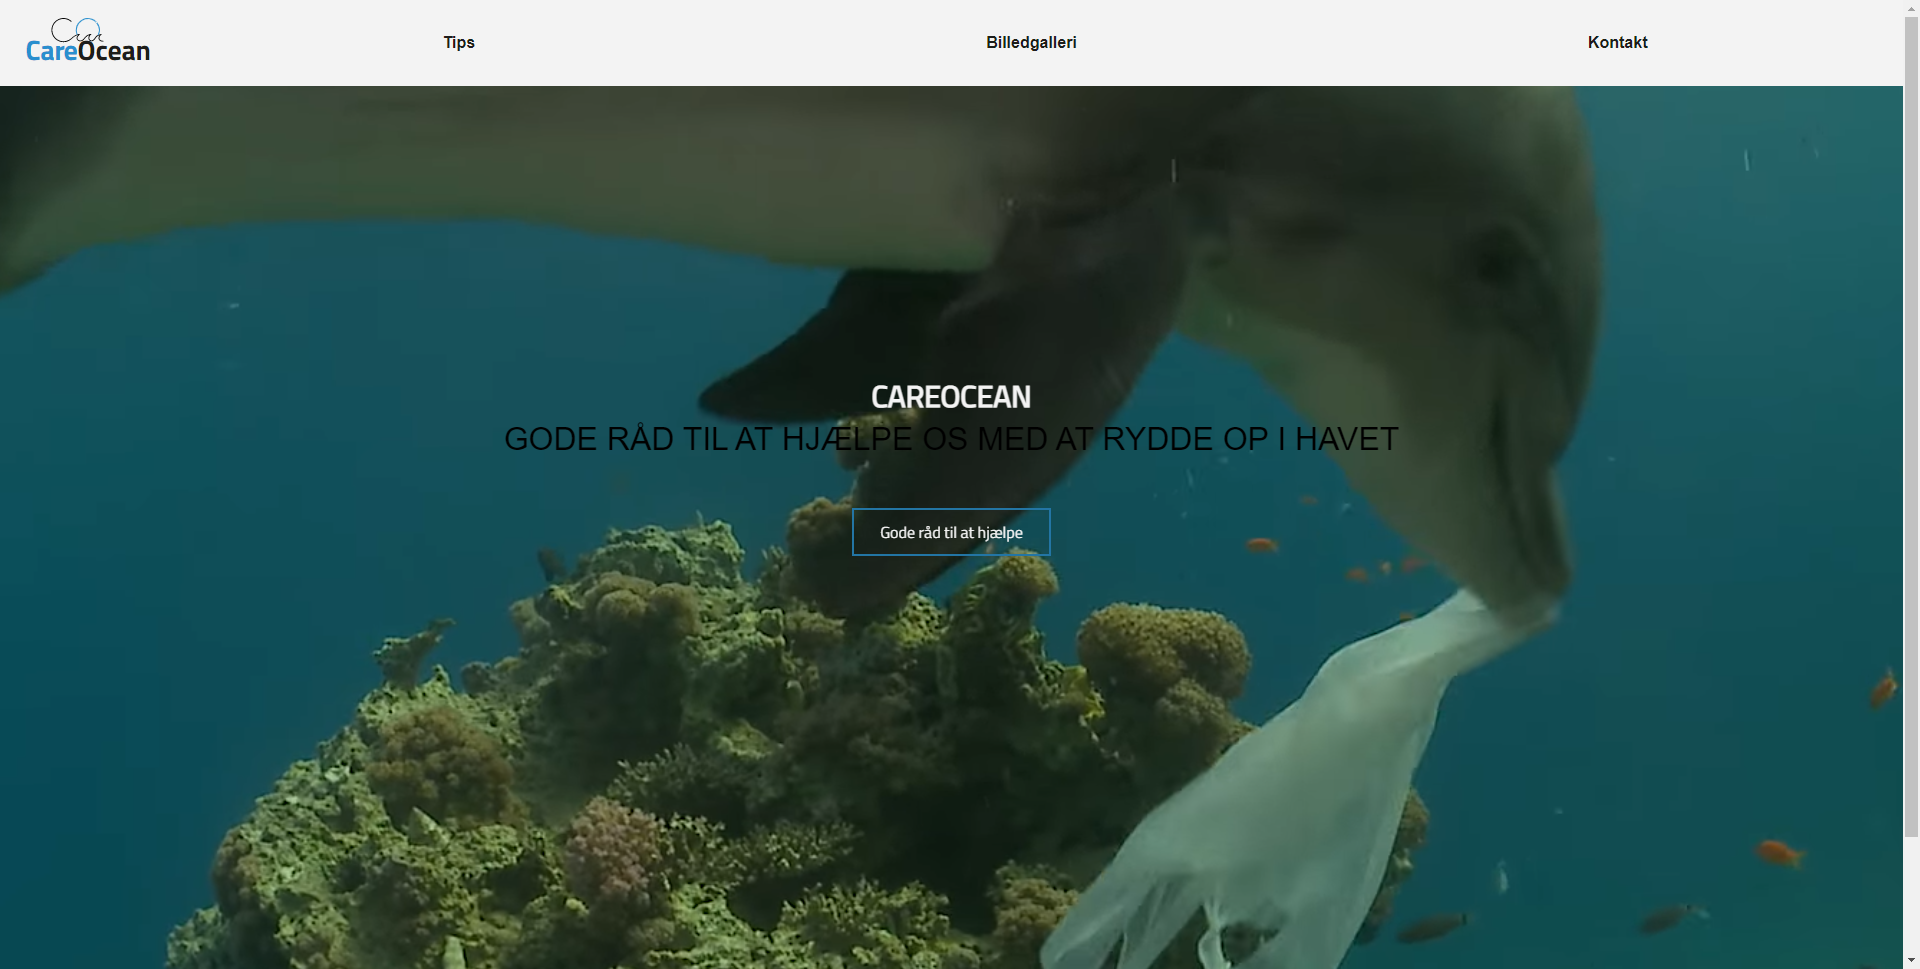 CareOcean
Tips
Billedgalleri
Kontakt
CAREOCEAN
GODE RÅD TIL AT HJÆLPE OS MED AT RYDDE OP I HAVET
Gode råd til at hjælpe